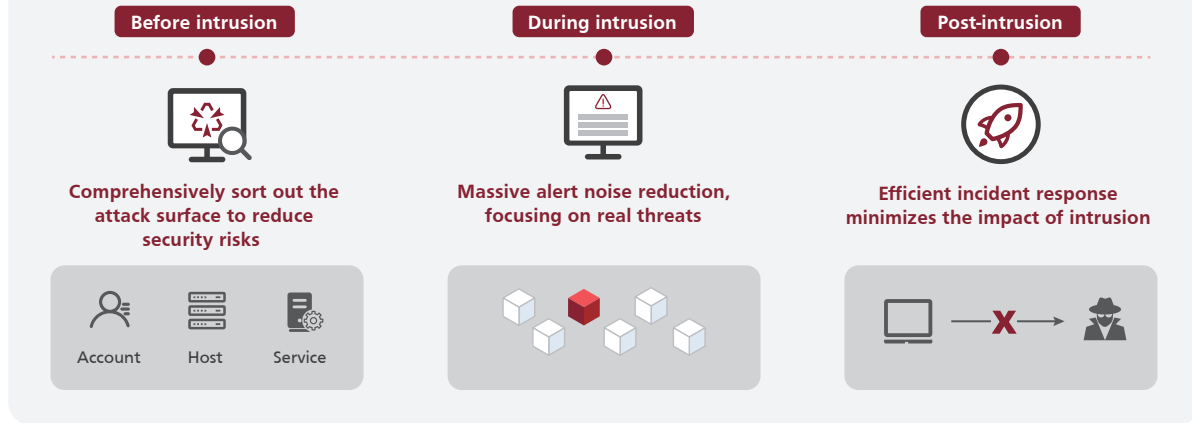 Before intrusion
During intrusion
Post-intrusion
Comprehensively sort out the
attack surface to reduce
security risks
Massive alert noise reduction,
focusing on real threats
Efficient incident response
minimizes the impact of intrusion
Account
Host
Service
X